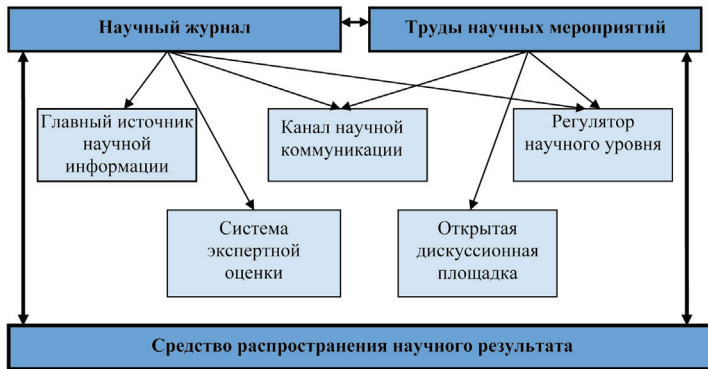 Научный журнал
Труды научных мероприятий
Главный источник
научной
информации
Канал научной
коммуникации
Регулятор
научного уровня
Система
экспертной
оценки
Открытая
дискуссионная
площадка
Средство распространения научного результата